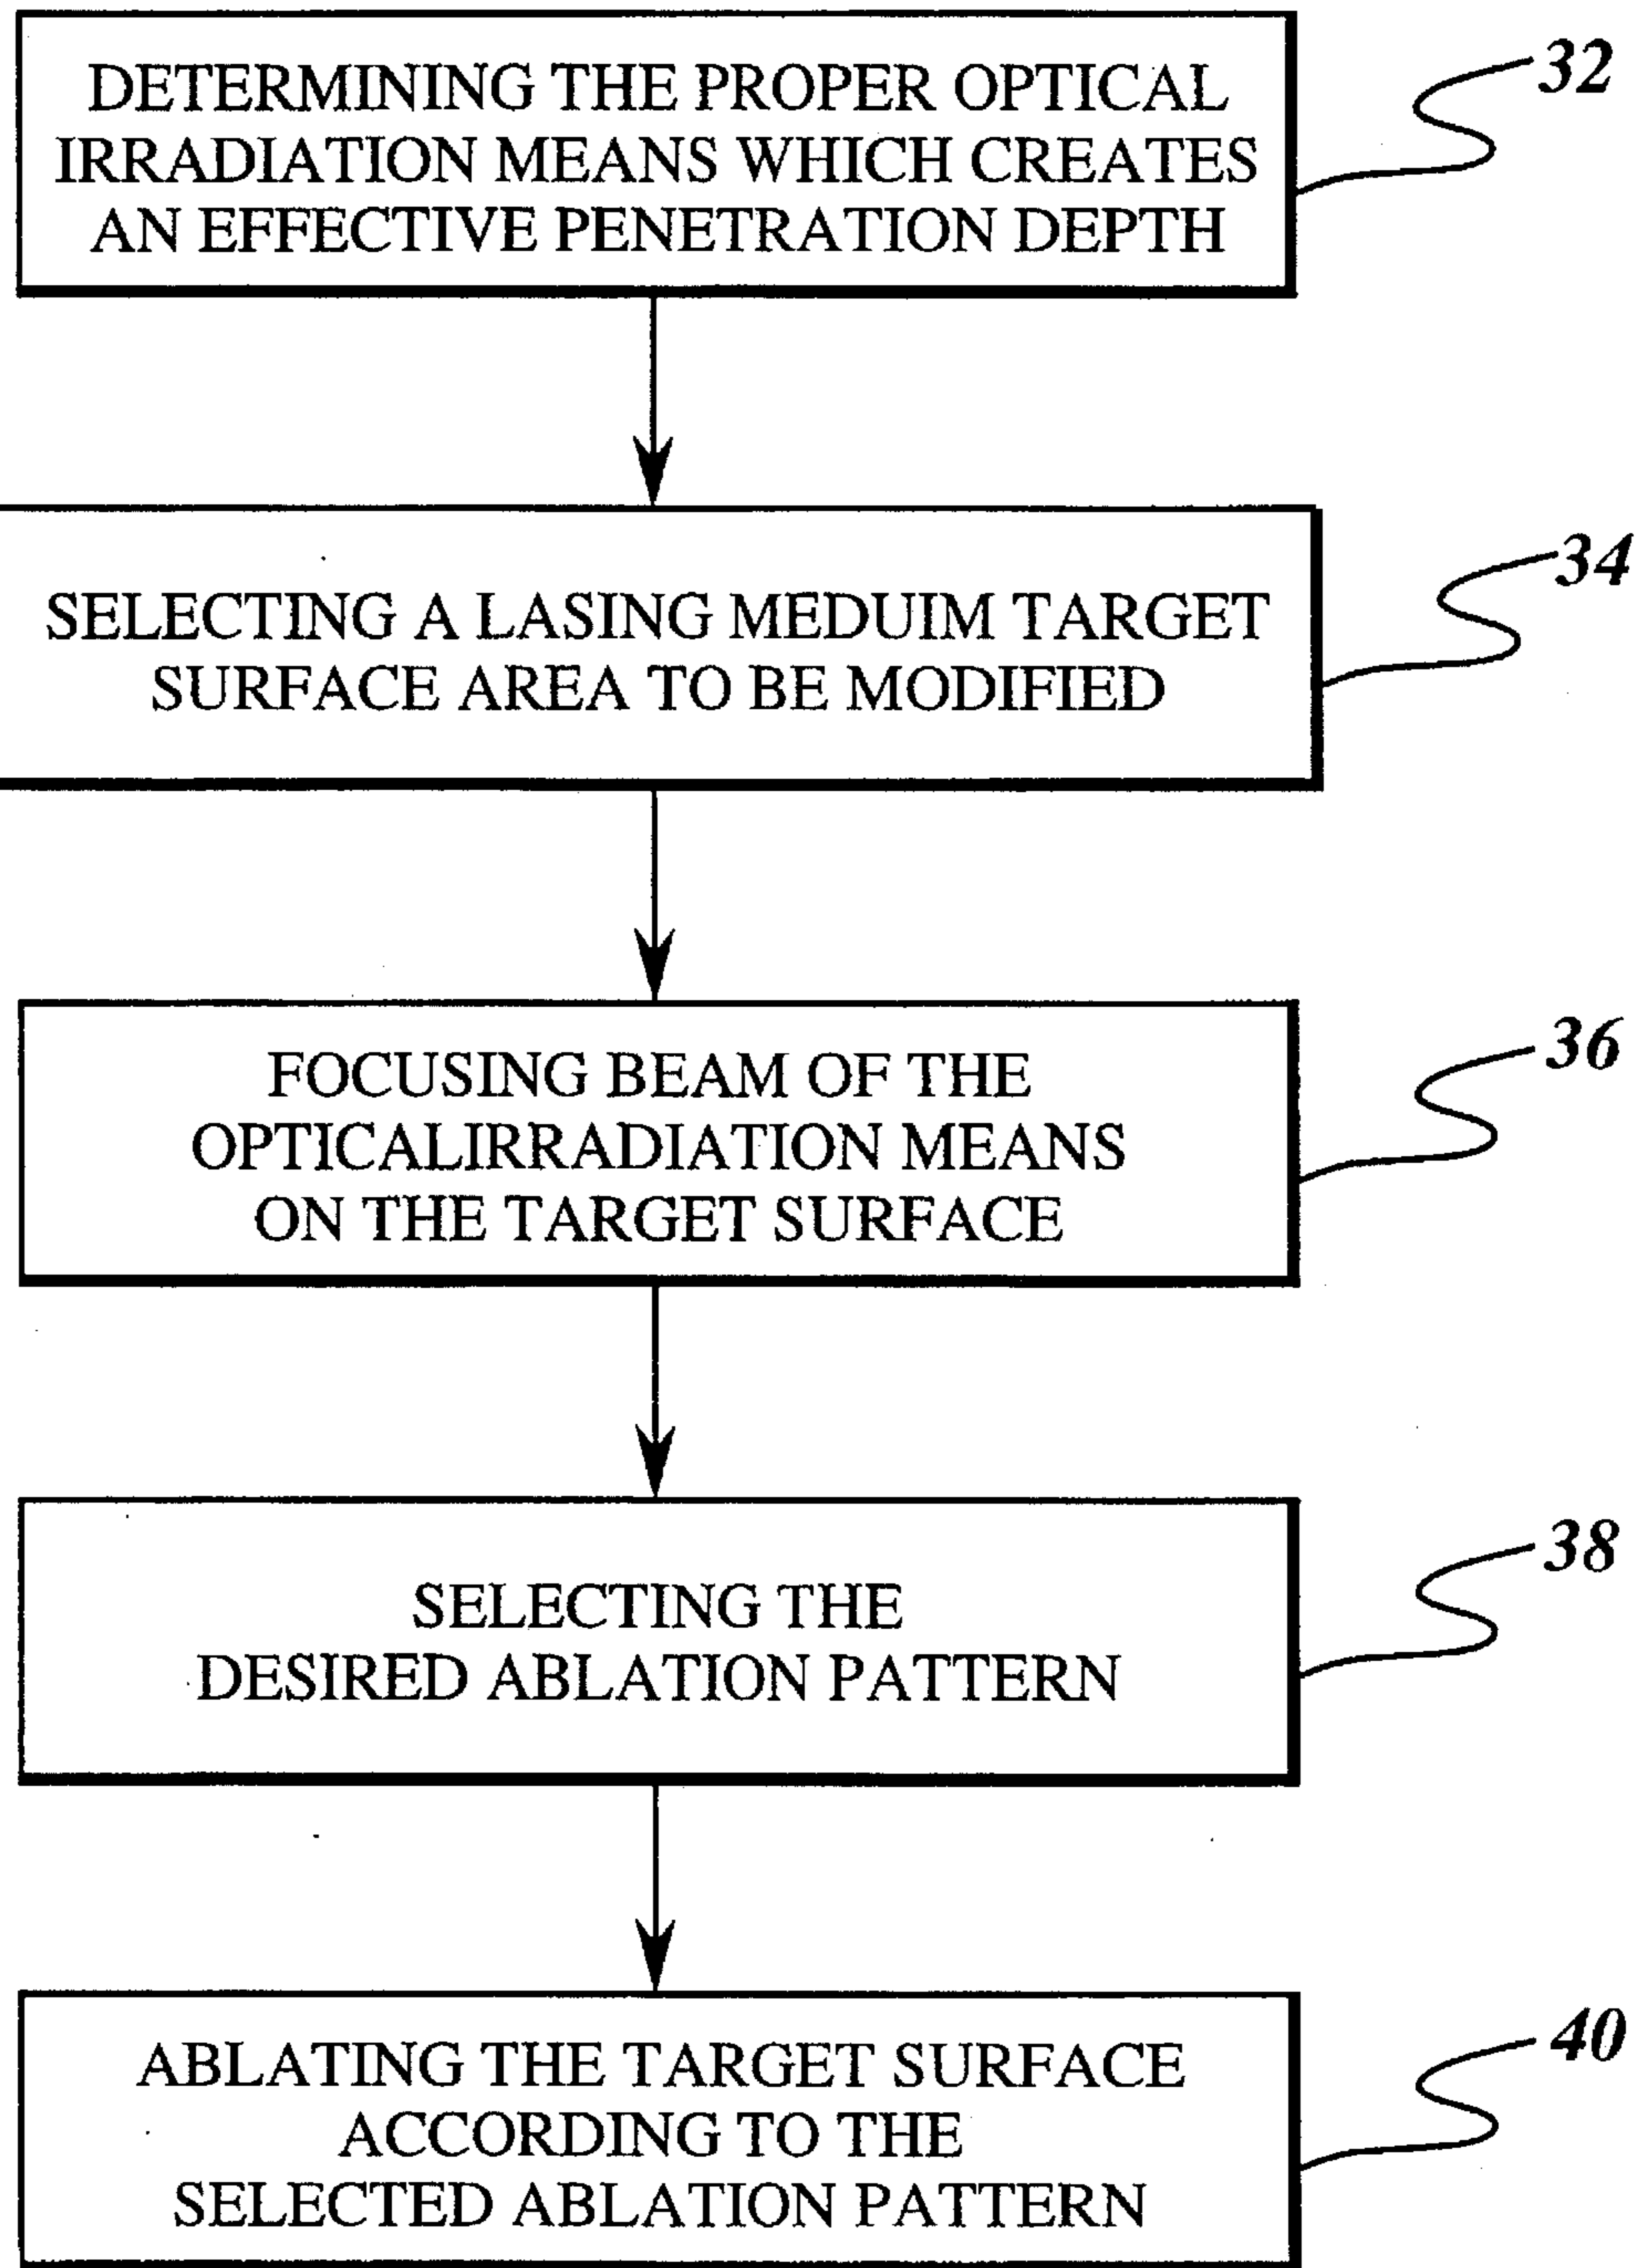 DETERMINING THE PROPER OPTICAL
IRRADIATION MEANS WHICH CREATES
AN EFFECTIVE PENETRATION DEPTH
32
SELECTING A LASING MEDUIM TARGET
SURFACE AREA TO BE MODIFIED
34
FOCUSING BEAM OF THE
OPTICALIRRADIATION MEANS
ON THE TARGET SURFACE
36
SELECTING THE
DESIRED ABLATION PATTERN
38
ABLATING THE TARGET SURFACE
ACCORDING TO THE
SELECTED ABLATION PATTERN
40